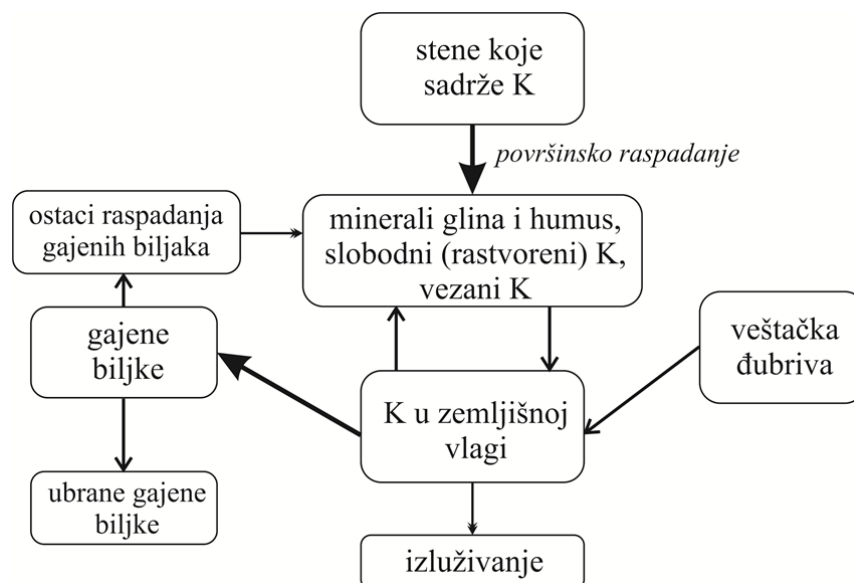 stene koje
sadrže K
površinsko raspadanje
ostaci raspadanja
gajenih biljaka
minerali glina i humus,
slobodni (rastvoreni) K,
vezani K
gajene
biljke
veštačka
đubriva
K u zemljišnoj
vlagi
ubrane gajene
biljke
izluživanje